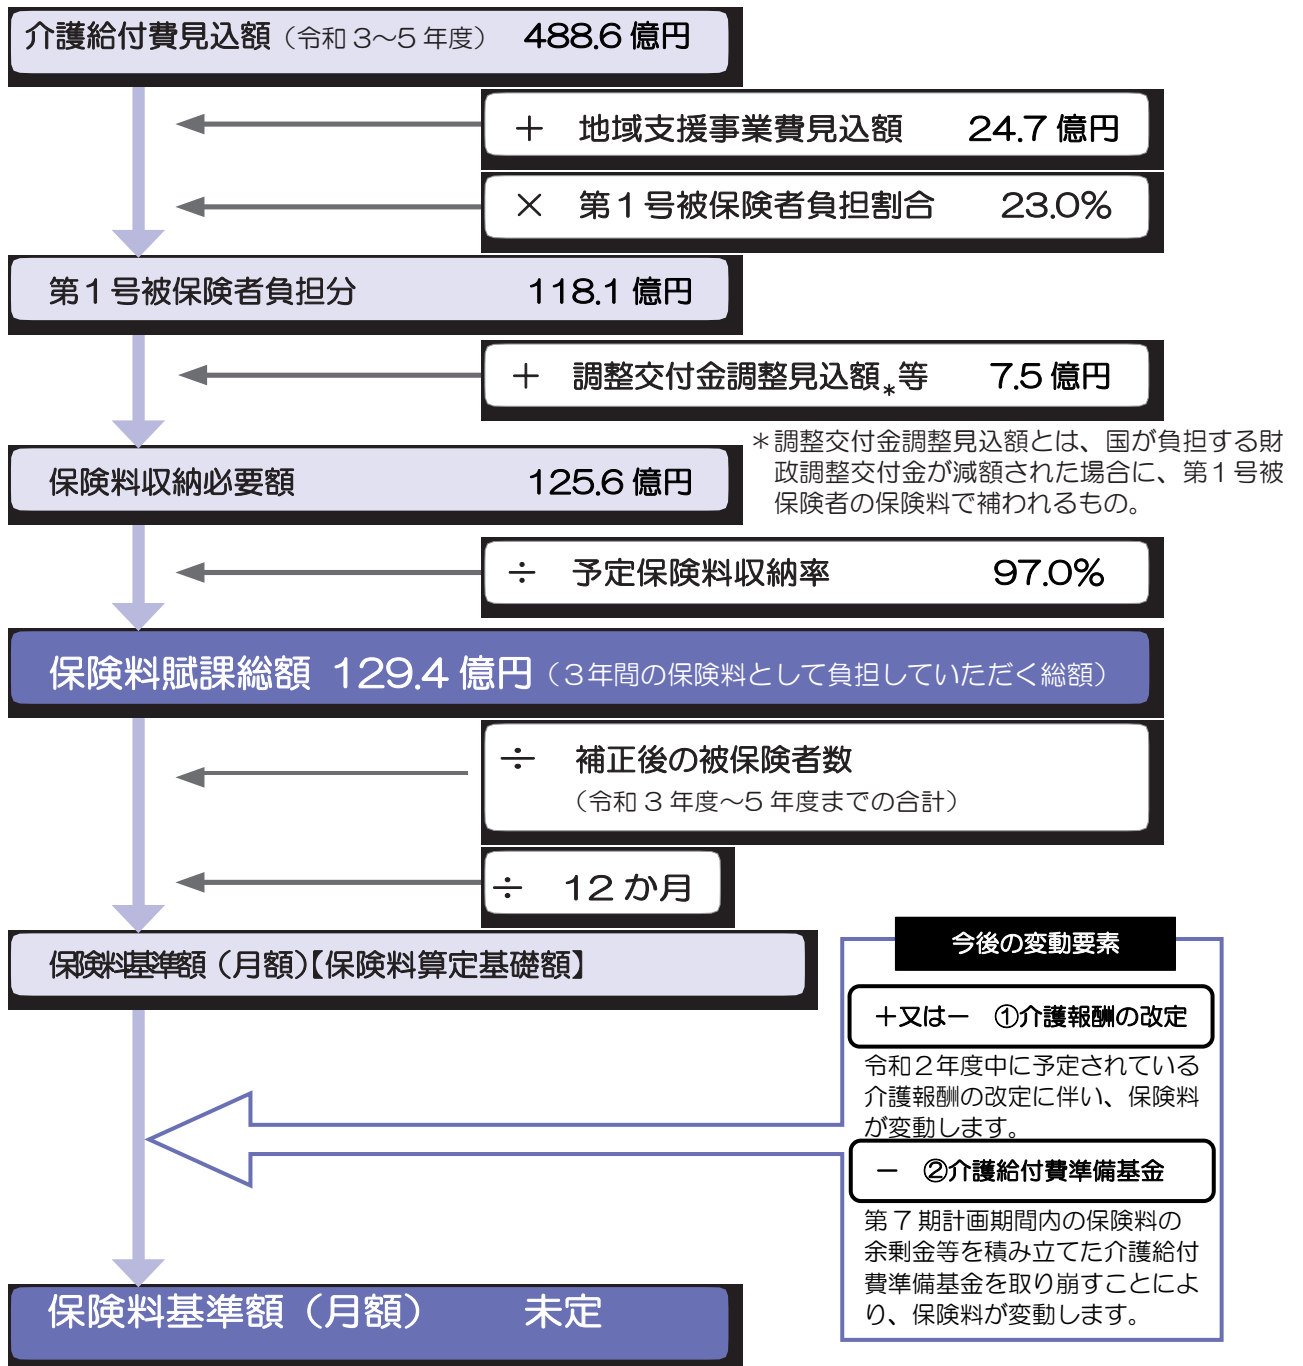 介護給付費見込額（令和３～５年度） 488.6 億円
＋ 地域支援事業費見込額 24.7 億円
× 第１号被保険者負担割合 23.0%
第１号被保険者負担分 118.1 億円
＋ 調整交付金調整見込額＊等 7.5 億円
保険料収納必要額 125.6 億円
＊調整交付金調整見込額とは、国が負担する財
政調整交付金が減額された場合に、第１号被
保険者の保険料で補われるもの。
÷ 予定保険料収納率 97.0%
保険料賦課総額 129.4 億円（３年間の保険料として負担していただく総額）
÷ 補正後の被保険者数
（令和 3 年度～5 年度までの合計）
÷ 12 か月
保険料基準額（月額）【保険料算定基礎額】
今後の変動要素
＋又は－ ①介護報酬の改定
令和２年度中に予定されている
介護報酬の改定に伴い、保険料
が変動します。
－ ②介護給付費準備基金
第 7 期計画期間内の保険料の
余剰金等を積み立てた介護給付
費準備基金を取り崩すことによ
り、保険料が変動します。
保険料基準額（月額） 未定